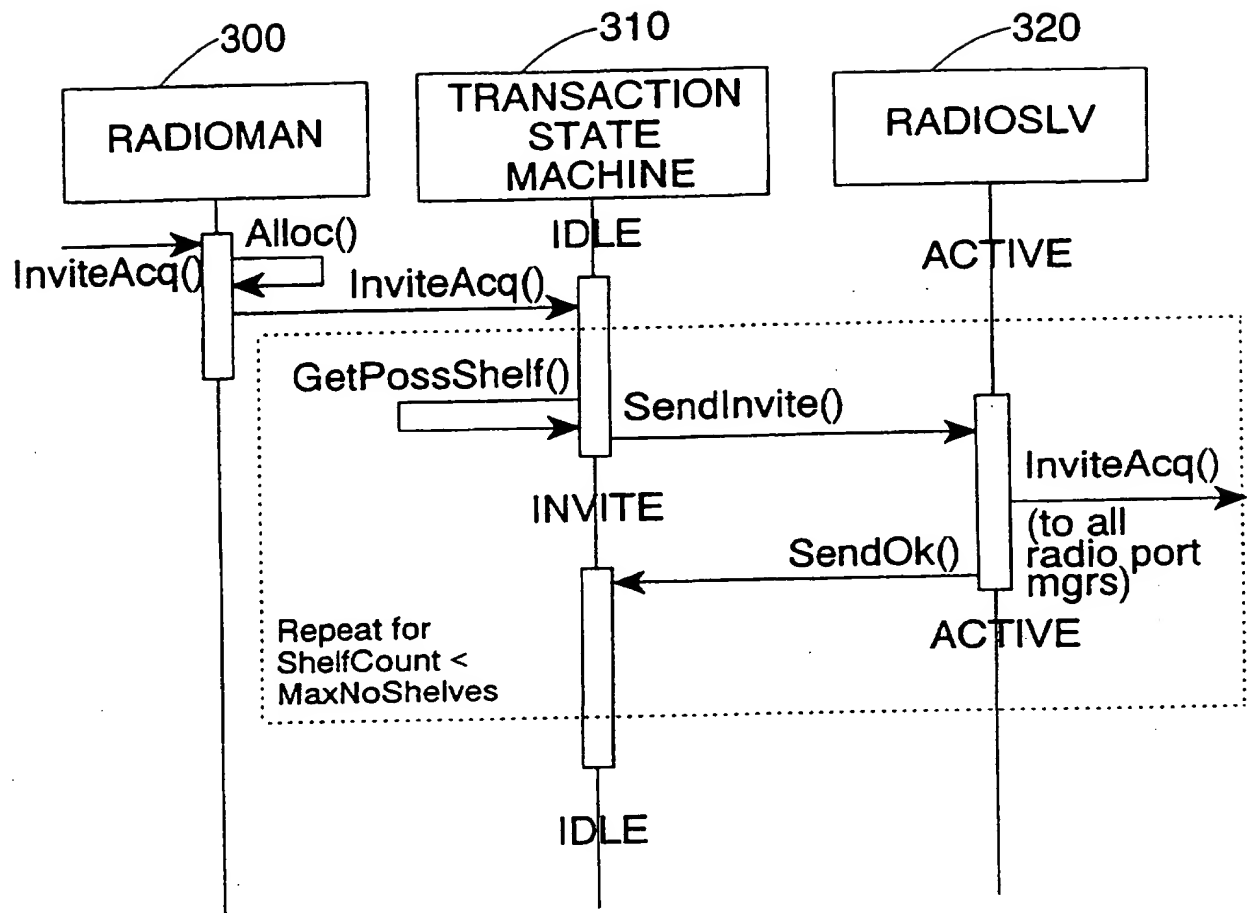 300
310
320
RADIOMAN
TRANSACTION
STATE
MACHINE
RADIOSLV
Alloc()
IDLE
ACTIVE
InviteAcq()
InviteAcq()
GetPossShelf()
SendInvite()
InviteAcq()
INVITE
(to all
radio port
mgrs)
SendOk()
ACTIVE
Repeat for
ShelfCount <
MaxNoShelves
IDLE